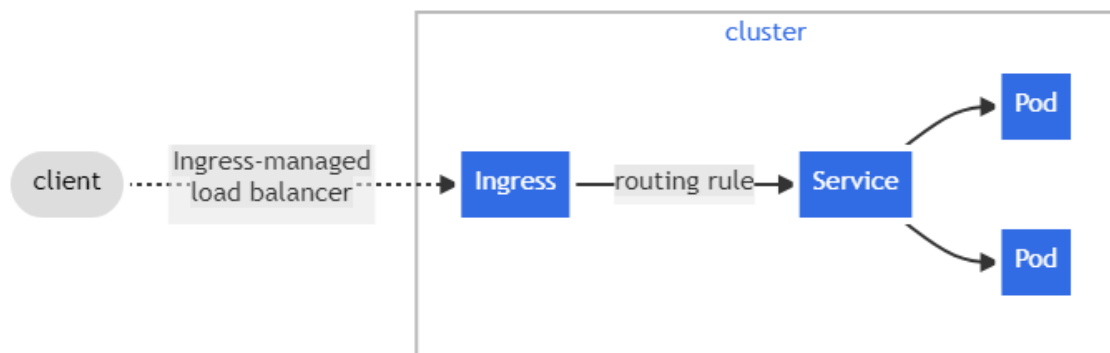 cluster
client
Ingress-managed
load balancer
Ingress
routing rule
Service
Pod
Pod